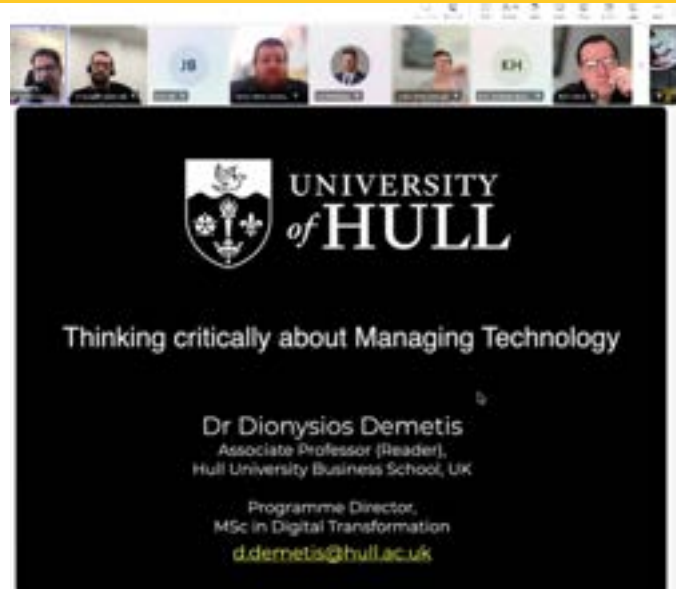 JB
KH
UNIVERSITY
of HULL
Thinking critically about Managing Technology
Dr Dionysios Demetis
Associate Professor (Reader),
Hull University Business School, UK
Programme Director,
MSc in Digital Transformation
d.demetis@hull.ac.uk